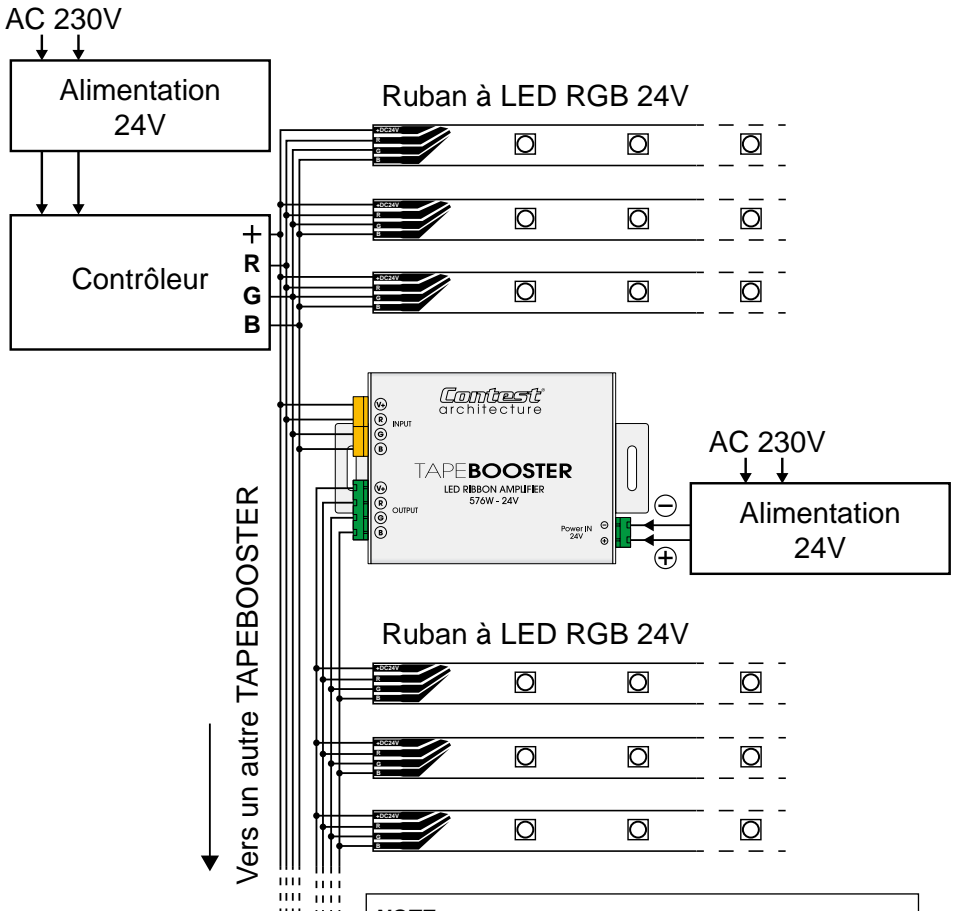 AC 230V
Alimentation
24V
Ruban à LED RGB 24V
+DC24V
R
G
B
+DC24V
R
G
B
+DC24V
R
G
B
Contrôleur
+
R
G
B
Contest
architecture
V+
R
G
B
INPUT
TAPEBOOSTER
LED RIBBON AMPLIFIER
576W - 24V
V+
R
G
B
OUTPUT
Power IN
24V
-
+
AC 230V
Alimentation
24V
-
+
Vers un autre TAPEBOOSTER
Ruban à LED RGB 24V
+DC24V
R
G
B
+DC24V
R
G
B
+DC24V
R
G
B